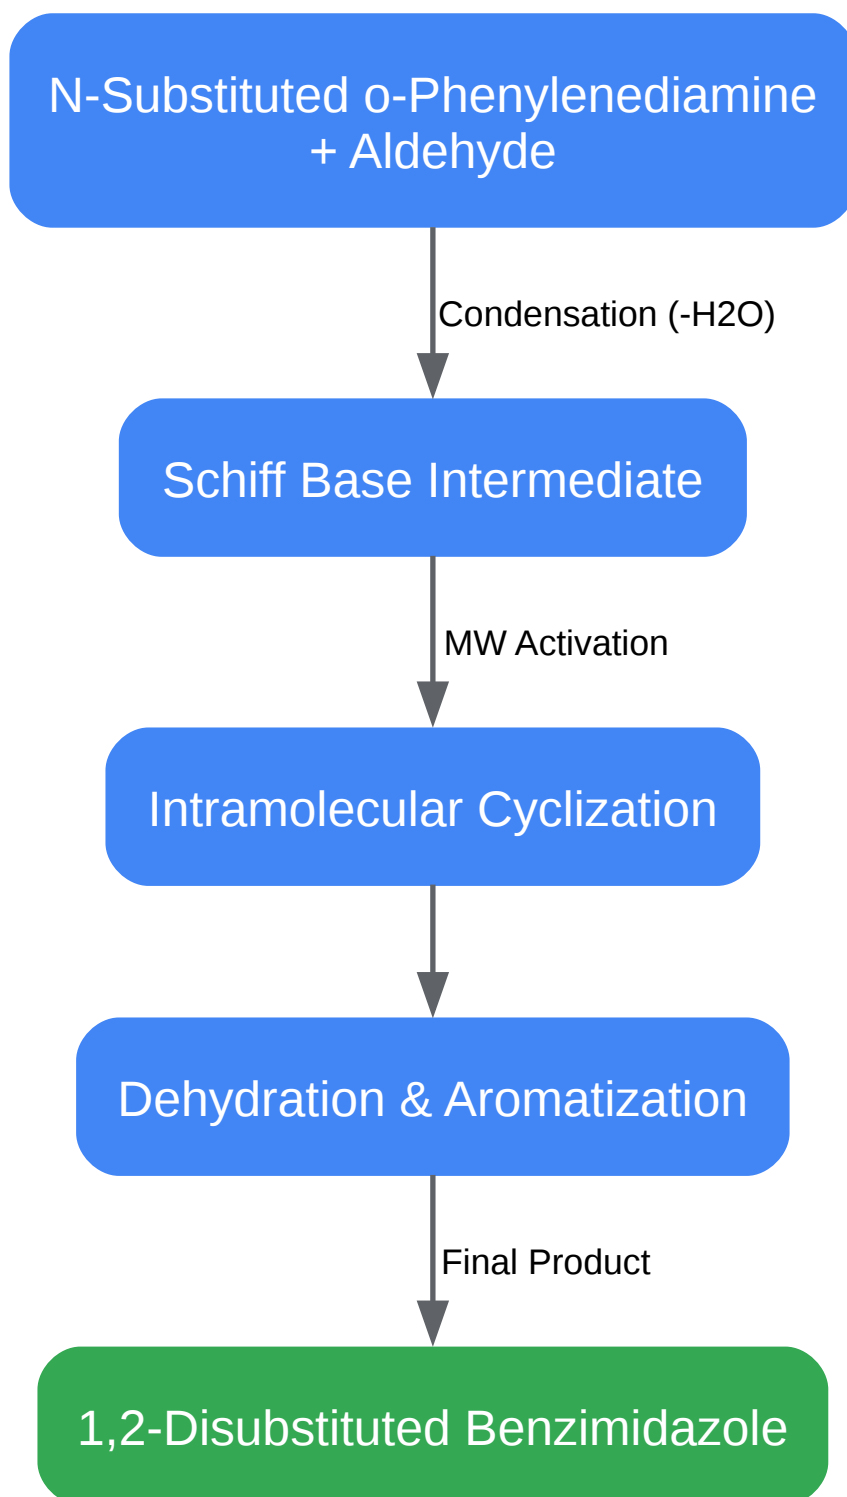 N-Substituted o-Phenylenediamine
+ Aldehyde
Condensation (-H2O)
Schiff Base Intermediate
MW Activation
Intramolecular Cyclization
Dehydration & Aromatization
Final Product
1,2-Disubstituted Benzimidazole